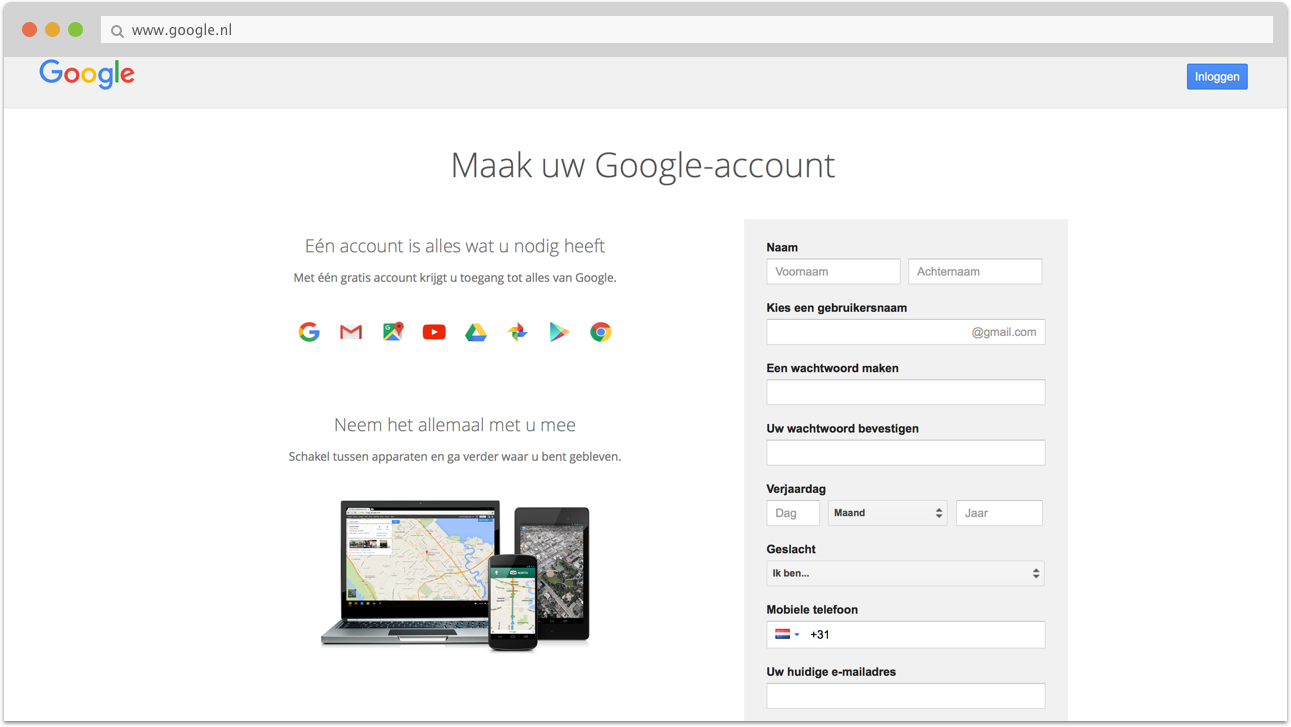 www.google.nl
Google
Inloggen
Maak uw Google-account
Eén account is alles wat u nodig heeft
Met één gratis account krijgt u toegang tot alles van Google.
Neem het allemaal met u mee
Schakel tussen apparaten en ga verder waar u bent gebleven.
Naam
Voornaam Achternaam
Kies een gebruikersnaam
@gmail.com
Een wachtwoord maken
Uw wachtwoord bevestigen
Verjaardag
Dag Maand Jaar
Geslacht
Ik ben...
Mobiele telefoon
+31
Uw huidige e-mailadres